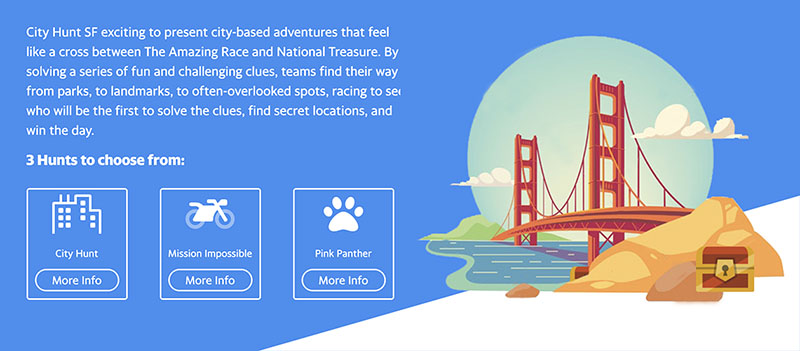 City Hunt SF exciting to present city-based adventures that feel
like a cross between The Amazing Race and National Treasure. By
solving a series of fun and challenging clues, teams find their way
from parks, to landmarks, to often-overlooked spots, racing to see
who will be the first to solve the clues, find secret locations, and
win the day.
3 Hunts to choose from:
City Hunt
Mission Impossible
Pink Panther
More Info
More Info
More Info